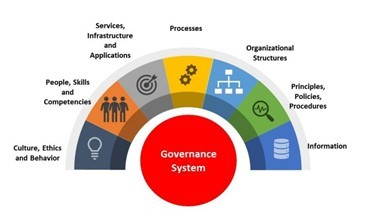 Services,
Infrastructure
and
Applications
Processes
Organizational
Structures
People, Skills
and
Competencies
Principles,
Policies,
Procedures
Culture, Ethics
and Behavior
Information
Governance
System